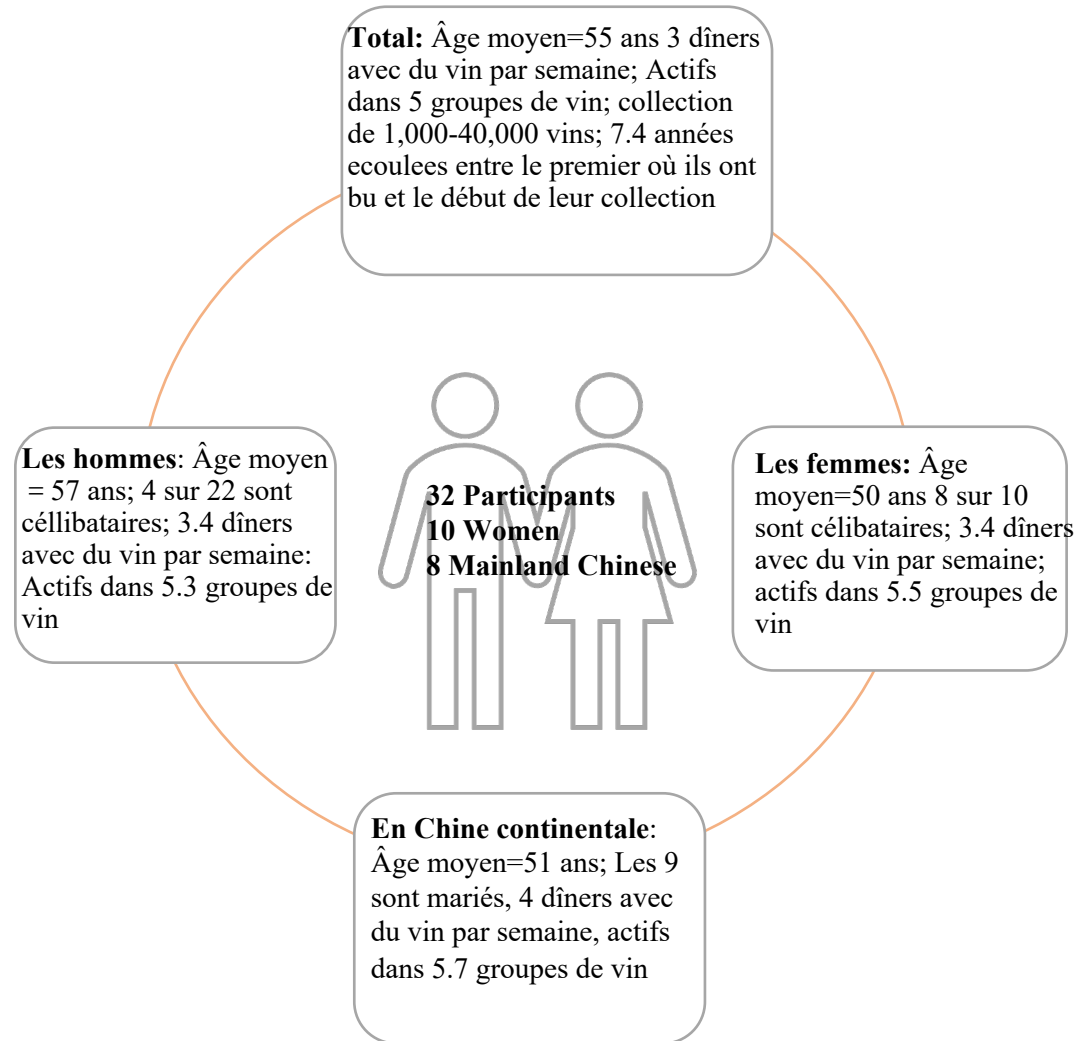 Total: Âge moyen=55 ans 3 dîners
avec du vin par semaine; Actifs
dans 5 groupes de vin; collection
de 1,000-40,000 vins; 7.4 années
ecoulees entre le premier où ils ont
bu et le début de leur collection
Les hommes: Âge moyen
= 57 ans; 4 sur 22 sont
céllibataires; 3.4 dîners
avec du vin par semaine:
Actifs dans 5.3 groupes de
vin
32 Participants
10 Women
8 Mainland Chinese
Les femmes: Âge
moyen=50 ans 8 sur 10
sont célibataires; 3.4 dîners
avec du vin par semaine;
actifs dans 5.5 groupes de
vin
En Chine continentale:
Âge moyen=51 ans; Les 9
sont mariés, 4 dîners avec
du vin par semaine, actifs
dans 5.7 groupes de vin